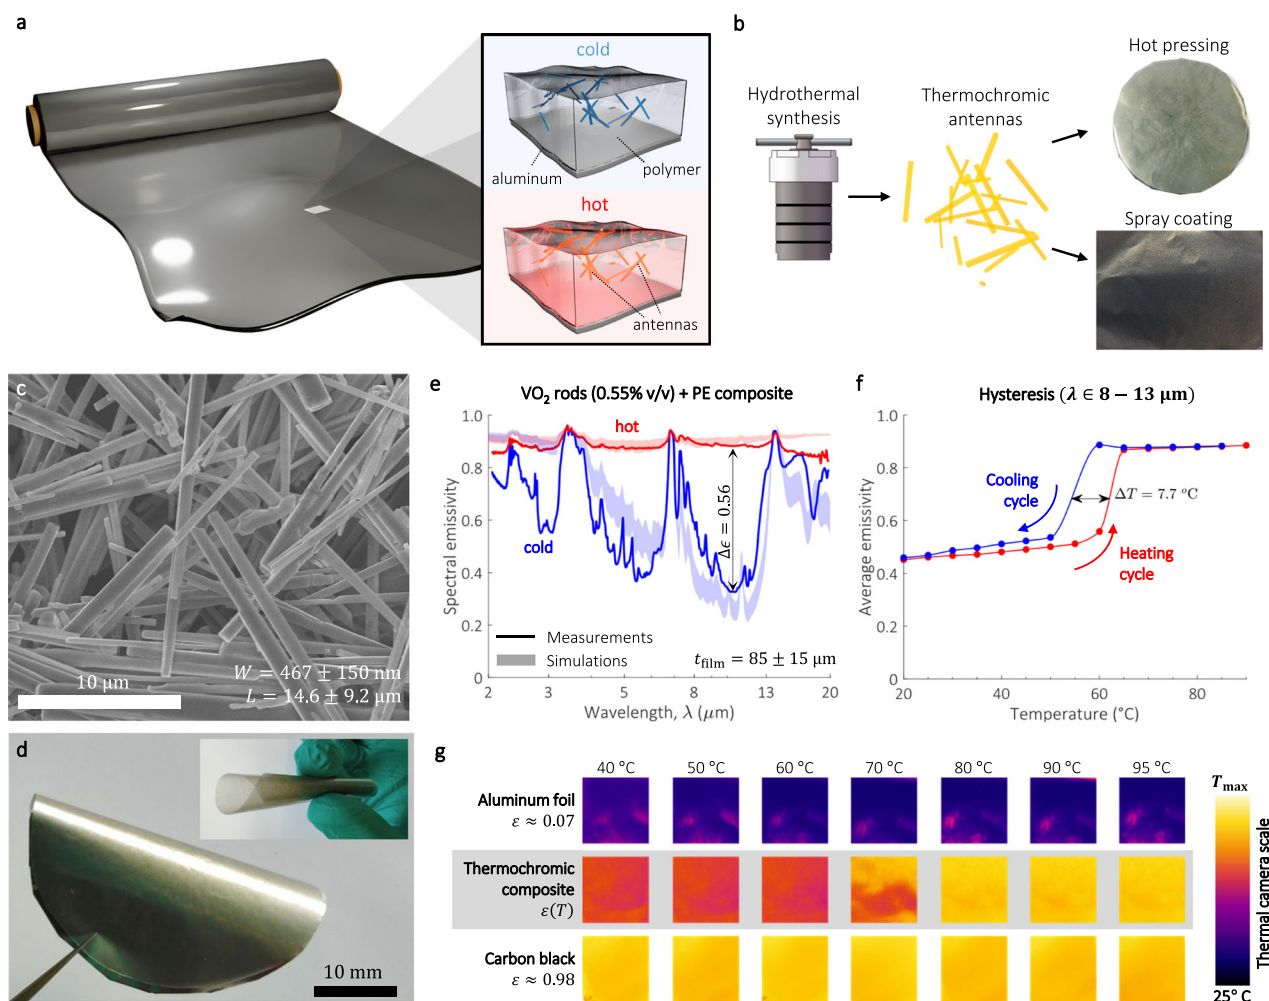 a
cold
aluminum
polymer
hot
antennas
b
Hydrothermal
synthesis
Thermochromic
antennas
Hot pressing
Spray coating
c
10 μm
W = 467 ± 150 nm
L = 14.6 ± 9.2 μm
d
10 mm
e
VO₂ rods (0.55% v/v) + PE composite
Spectral emissivity
1.0
0.8
0.6
0.4
0.2
0
hot
cold
Δϵ = 0.56
Measurements
Simulations
t_film = 85 ± 15 μm
2
3
5
8
13
20
Wavelength, λ (μm)
f
Hysteresis (λ ∈ 8 – 13 μm)
Average emissivity
1.0
0.8
0.6
0.4
0.2
0
Cooling
cycle
ΔT = 7.7 °C
Heating
cycle
20
40
60
80
Temperature (°C)
g
40 °C
50 °C
60 °C
70 °C
80 °C
90 °C
95 °C
Aluminum foil
ε ≈ 0.07
Thermochromic
composite
ε(T)
Carbon black
ε ≈ 0.98
T_max
Thermal camera scale
25° C